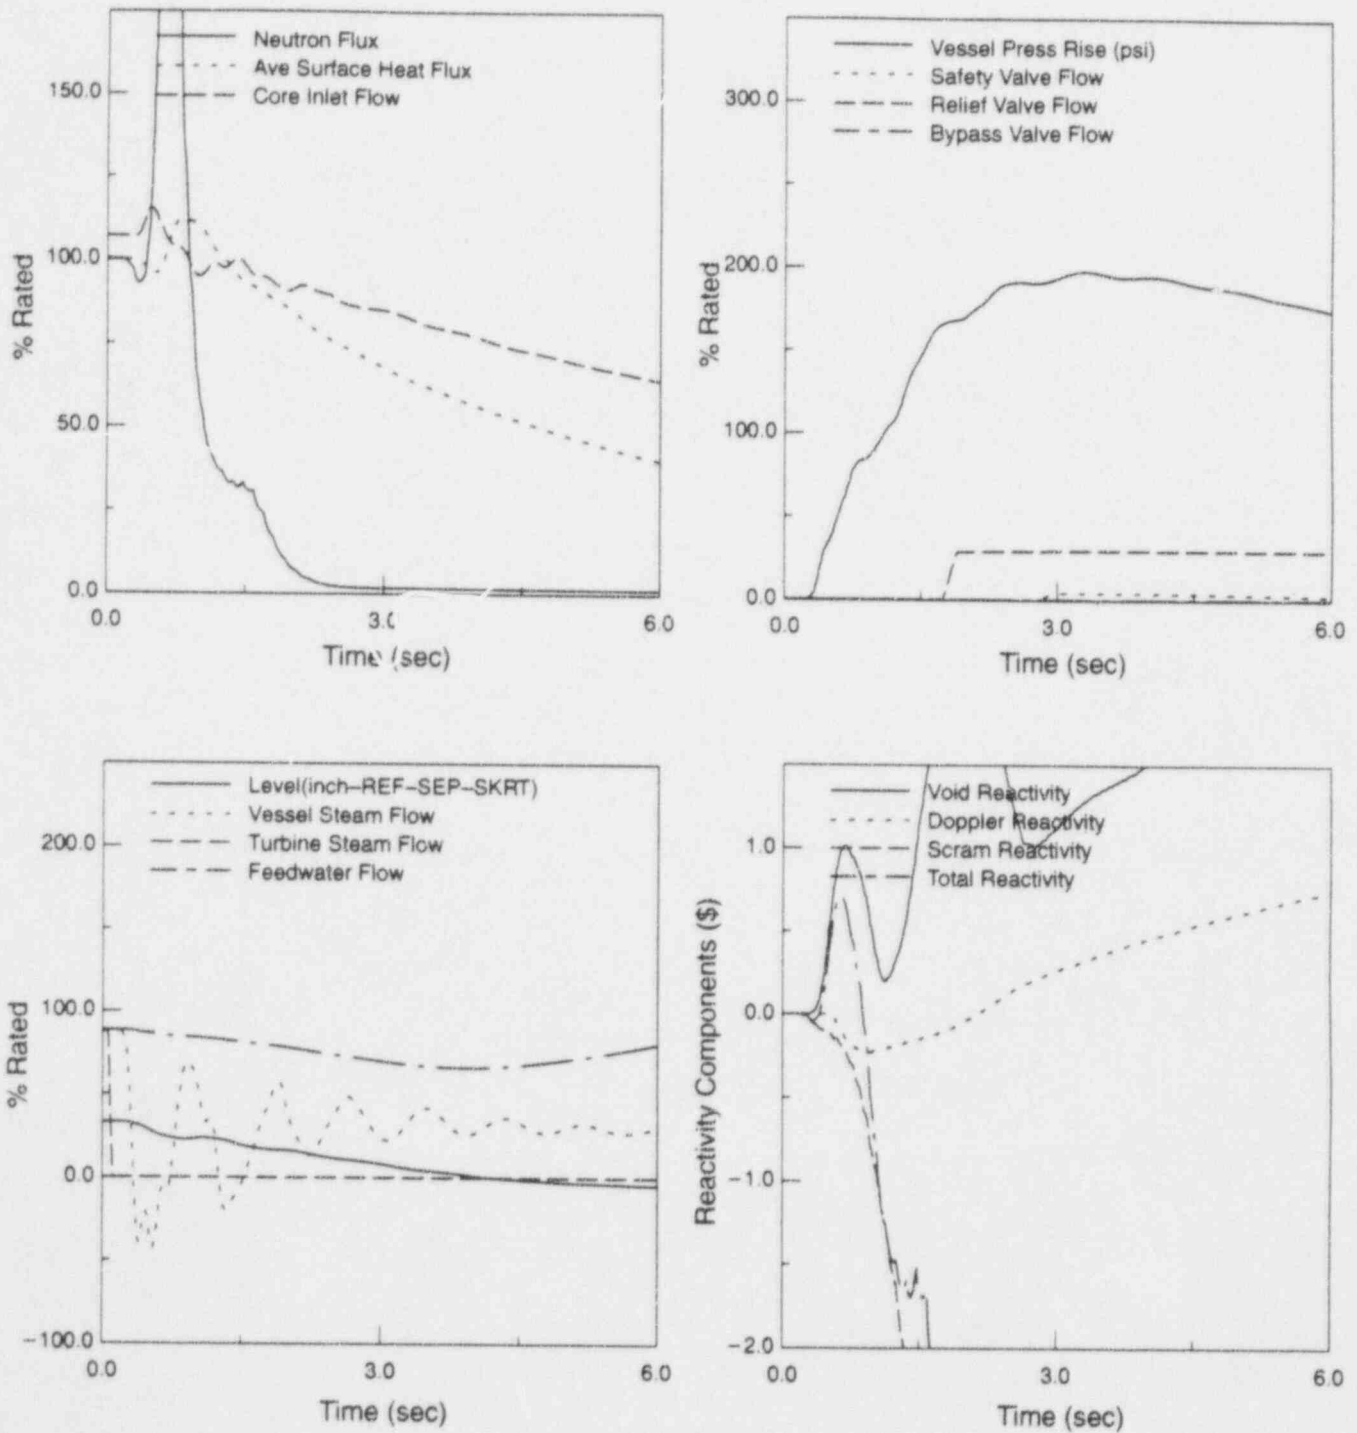 Neutron Flux
Ave Surface Heat Flux
Core Inlet Flow
150.0
100.0
50.0
0.0
% Rated
0.0
3.0
6.0
Time (sec)
Vessel Press Rise (psi)
Safety Valve Flow
Relief Valve Flow
Bypass Valve Flow
300.0
200.0
100.0
0.0
% Rated
0.0
3.0
6.0
Time (sec)
Level(inch-REF-SEP-SKRT)
Vessel Steam Flow
Turbine Steam Flow
Feedwater Flow
200.0
100.0
0.0
-100.0
% Rated
0.0
3.0
6.0
Time (sec)
Void Reactivity
Doppler Reactivity
Scram Reactivity
Total Reactivity
1.0
0.0
-1.0
-2.0
Reactivity Components ($)
0.0
3.0
6.0
Time (sec)